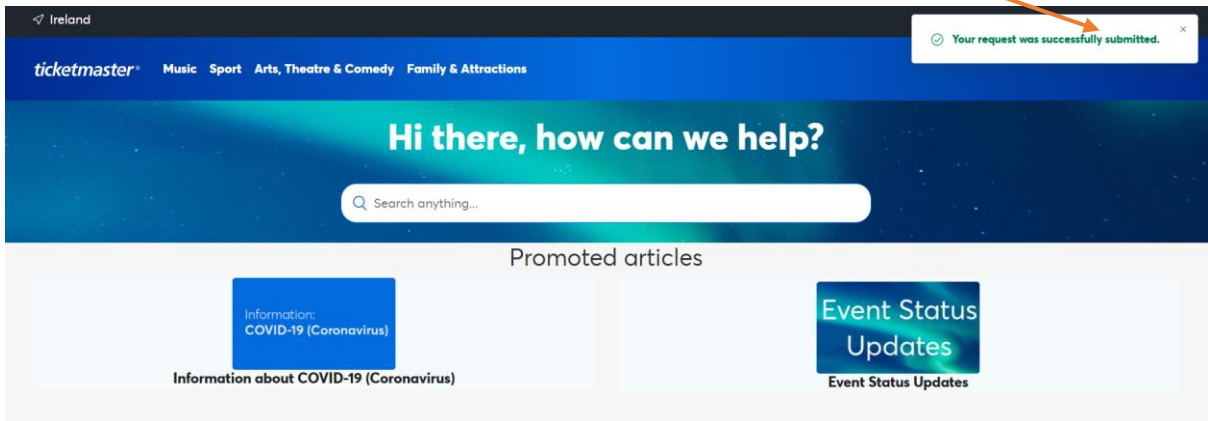 Ireland
Your request was successfully submitted.
ticketmaster® Music Sport Arts, Theatre & Comedy Family & Attractions
Hi there, how can we help?
Search anything...
Promoted articles
Information:
COVID-19 (Coronavirus)
Information about COVID-19 (Coronavirus)
Event Status
Updates
Event Status Updates